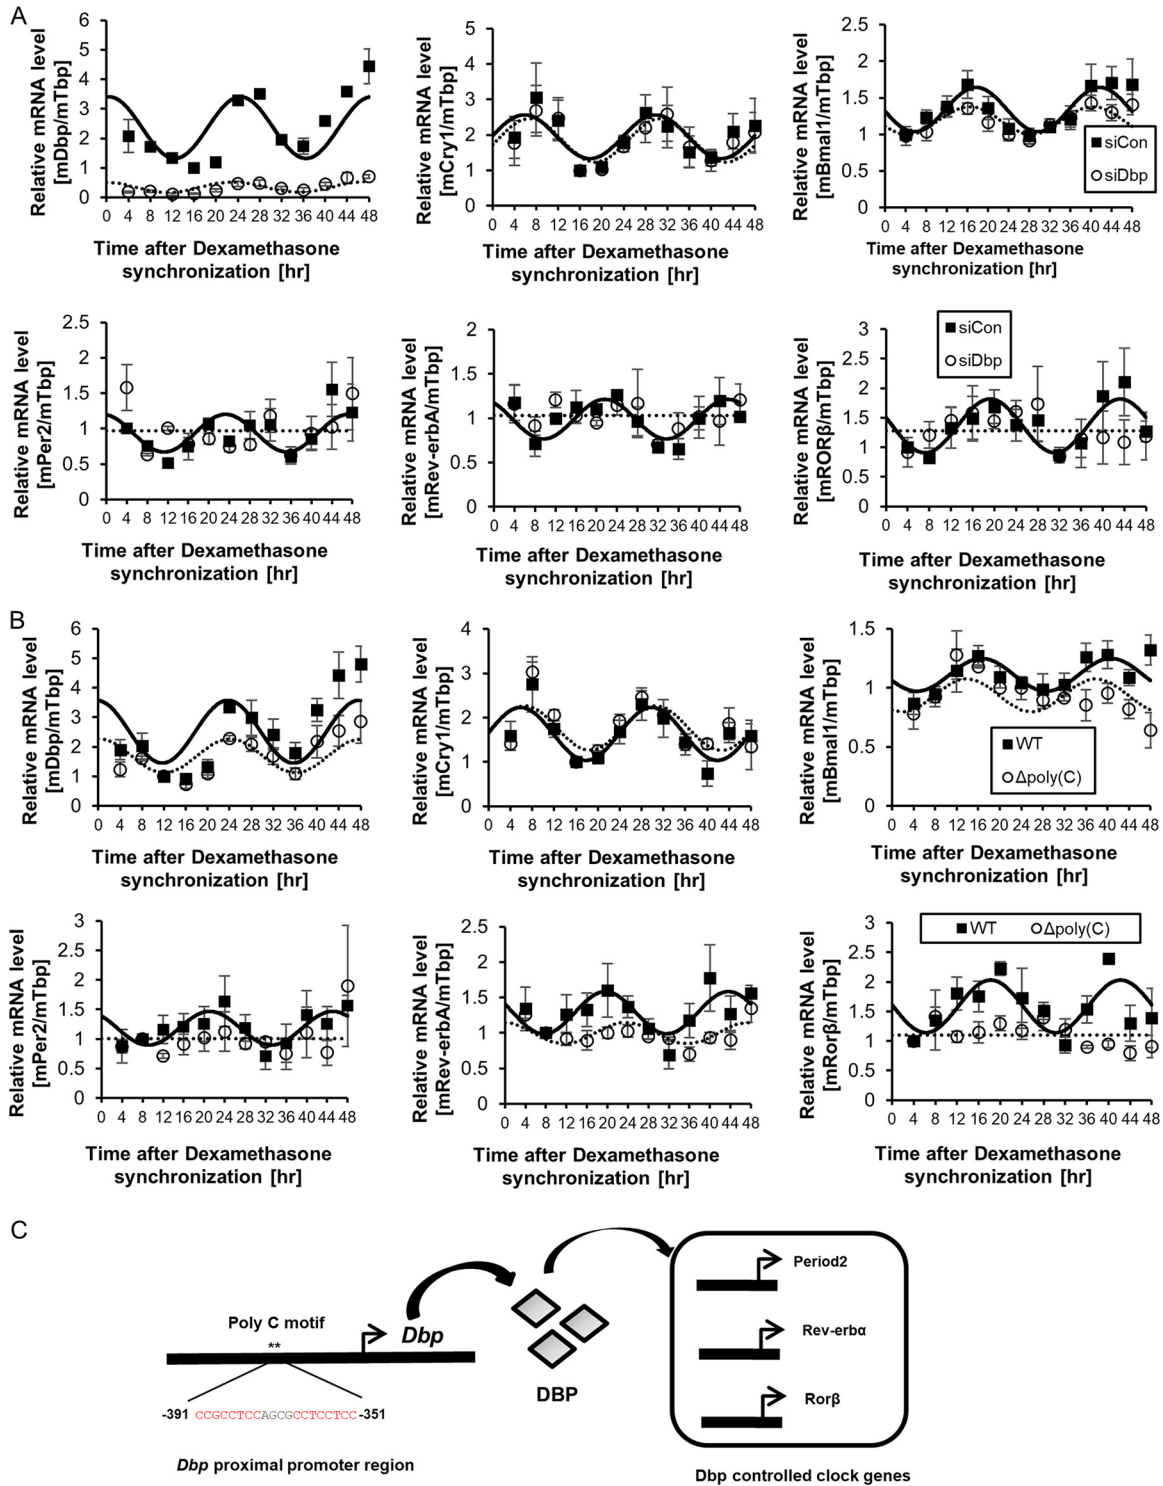 A
Relative mRNA level
[mDbp/mTbp]
6
5
4
3
2
1
0
0 4 8 12 16 20 24 28 32 36 40 44 48
Time after Dexamethasone
synchronization [hr]
Relative mRNA level
[mCry1/mTbp]
5
4
3
2
1
0
0 4 8 12 16 20 24 28 32 36 40 44 48
Time after Dexamethasone
synchronization [hr]
Relative mRNA level
[mBmal1/mTbp]
2.5
2
1.5
1
0.5
0
siCon
siDbp
0 4 8 12 16 20 24 28 32 36 40 44 48
Time after Dexamethasone
synchronization [hr]
Relative mRNA level
[mPer2/mTbp]
2.5
2
1.5
1
0.5
0
0 4 8 12 16 20 24 28 32 36 40 44 48
Time after Dexamethasone
synchronization [hr]
Relative mRNA level
[mRev-erbA/mTbp]
2
1.5
1
0.5
0
0 4 8 12 16 20 24 28 32 36 40 44 48
Time after Dexamethasone
synchronization [hr]
Relative mRNA level
[mRORβ/mTbp]
3
2.5
2
1.5
1
0.5
0
siCon
siDbp
0 4 8 12 16 20 24 28 32 36 40 44 48
Time after Dexamethasone
synchronization [hr]
B
Relative mRNA level
[mDbp/mTbp]
6
5
4
3
2
1
0
0 4 8 12 16 20 24 28 32 36 40 44 48
Time after Dexamethasone
synchronization [hr]
Relative mRNA level
[mCry1/mTbp]
4
3
2
1
0
0 4 8 12 16 20 24 28 32 36 40 44 48
Time after Dexamethasone
synchronization [hr]
Relative mRNA level
[mBmal1/mTbp]
1.5
1
0.5
0
WT
Δpoly(C)
0 4 8 12 16 20 24 28 32 36 40 44 48
Time after Dexamethasone
synchronization [hr]
Relative mRNA level
[mPer2/mTbp]
3
2.5
2
1.5
1
0.5
0
0 4 8 12 16 20 24 28 32 36 40 44 48
Time after Dexamethasone
synchronization [hr]
Relative mRNA level
[mRev-erbA/mTbp]
2.5
2
1.5
1
0.5
0
0 4 8 12 16 20 24 28 32 36 40 44 48
Time after Dexamethasone
synchronization [hr]
Relative mRNA level
[mRorβ/mTbp]
3
2.5
2
1.5
1
0.5
0
WT Δpoly(C)
0 4 8 12 16 20 24 28 32 36 40 44 48
Time after Dexamethasone
synchronization [hr]
C
Poly C motif
**
Dbp
-391 CCGCCTCCAGCGCCTCCTCC -351
Dbp proximal promoter region
DBP
Period2
Rev-erbα
Rorβ
Dbp controlled clock genes